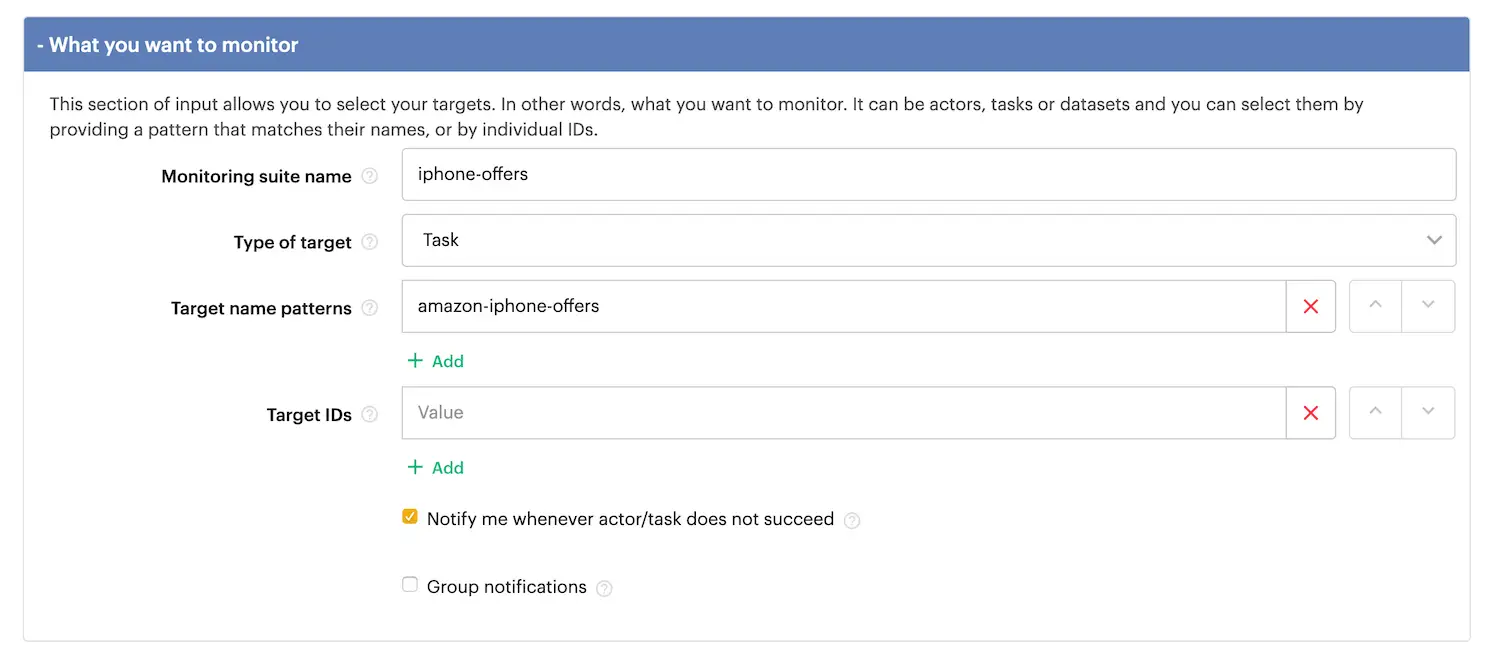 - What you want to monitor
This section of input allows you to select your targets. In other words, what you want to monitor. It can be actors, tasks or datasets and you can select them by
providing a pattern that matches their names, or by individual IDs.
Monitoring suite name ? iphone-offers
Type of target ? Task
Target name patterns ? amazon-iphone-offers
+ Add
Target IDs ? Value
+ Add
Notify me whenever actor/task does not succeed ?
Group notifications ?